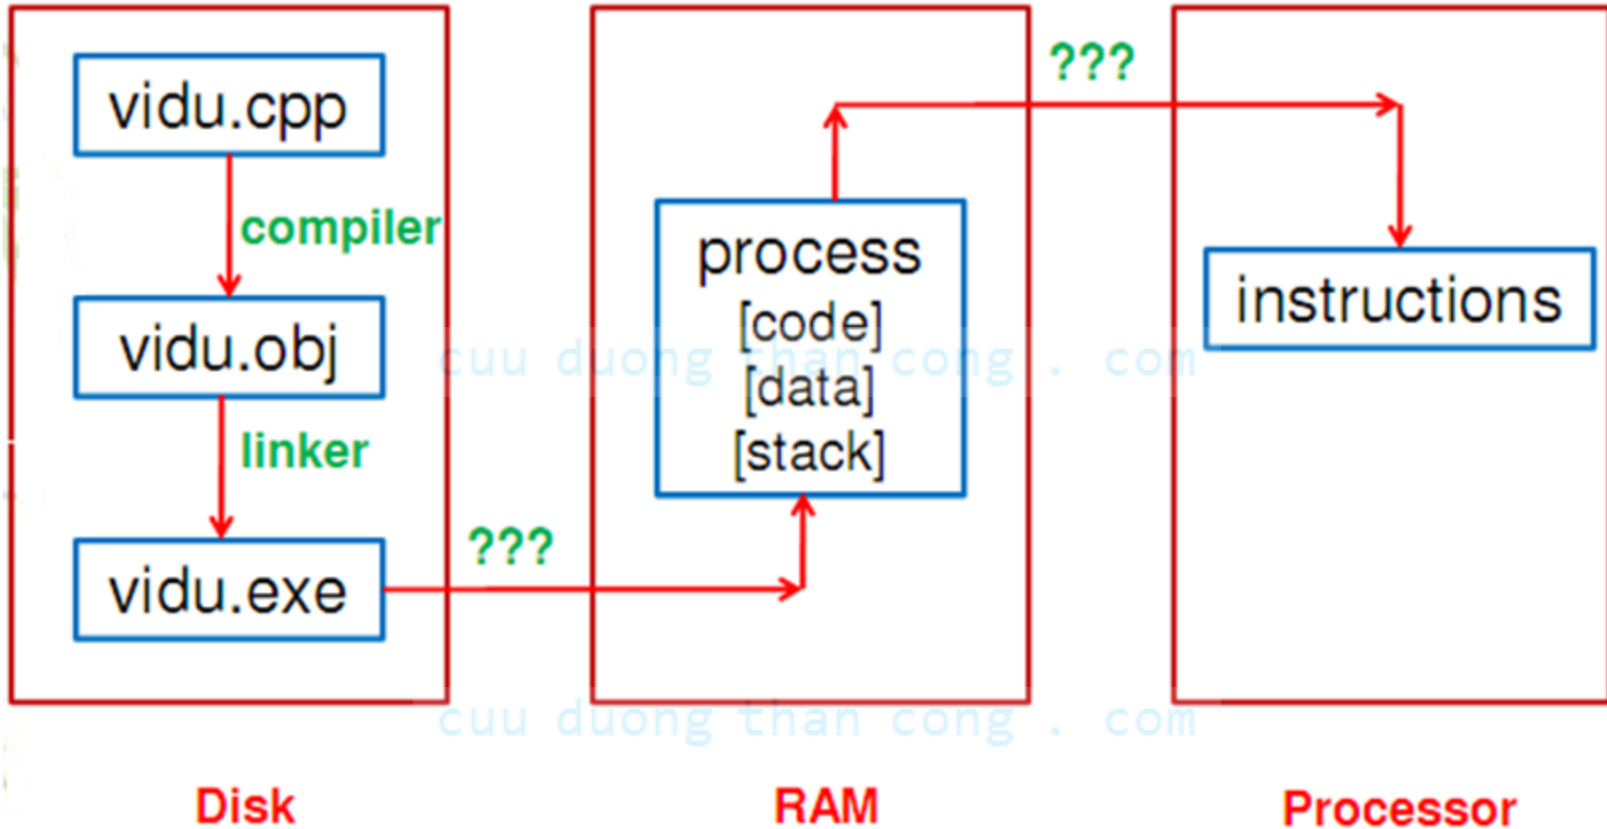 vidu.cpp
compiler
vidu.obj
linker
vidu.exe
???
process
[code]
[data]
[stack]
???
instructions
cuu duong than cong . com
cuu duong than cong . com
Disk
RAM
Processor